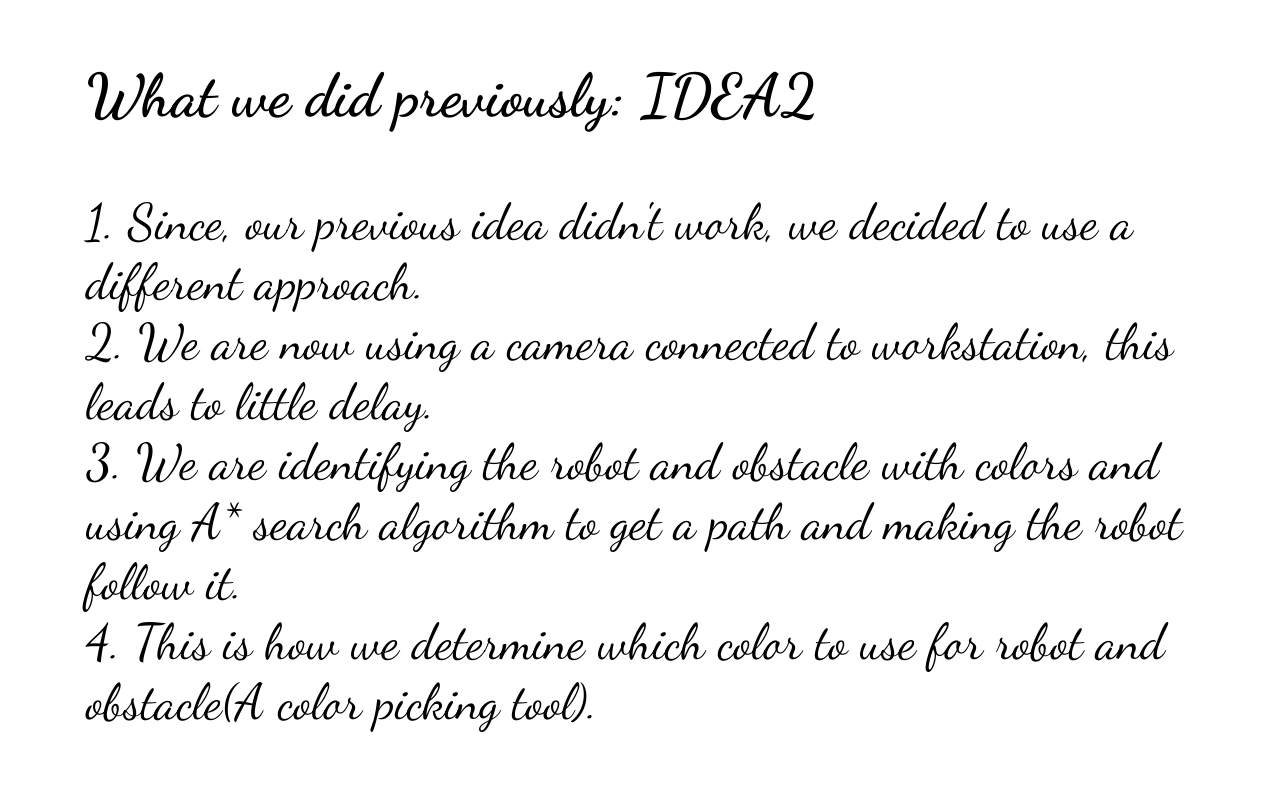 What we did previously: IDEA2
1. Since, our previous idea didn't work, we decided to use a
different approach.
2. We are now using a camera connected to workstation, this
leads to little delay.
3. We are identifying the robot and obstacle with colors and
using A* search algorithm to get a path and making the robot
follow it.
4. This is how we determine which color to use for robot and
obstacle(A color picking tool).